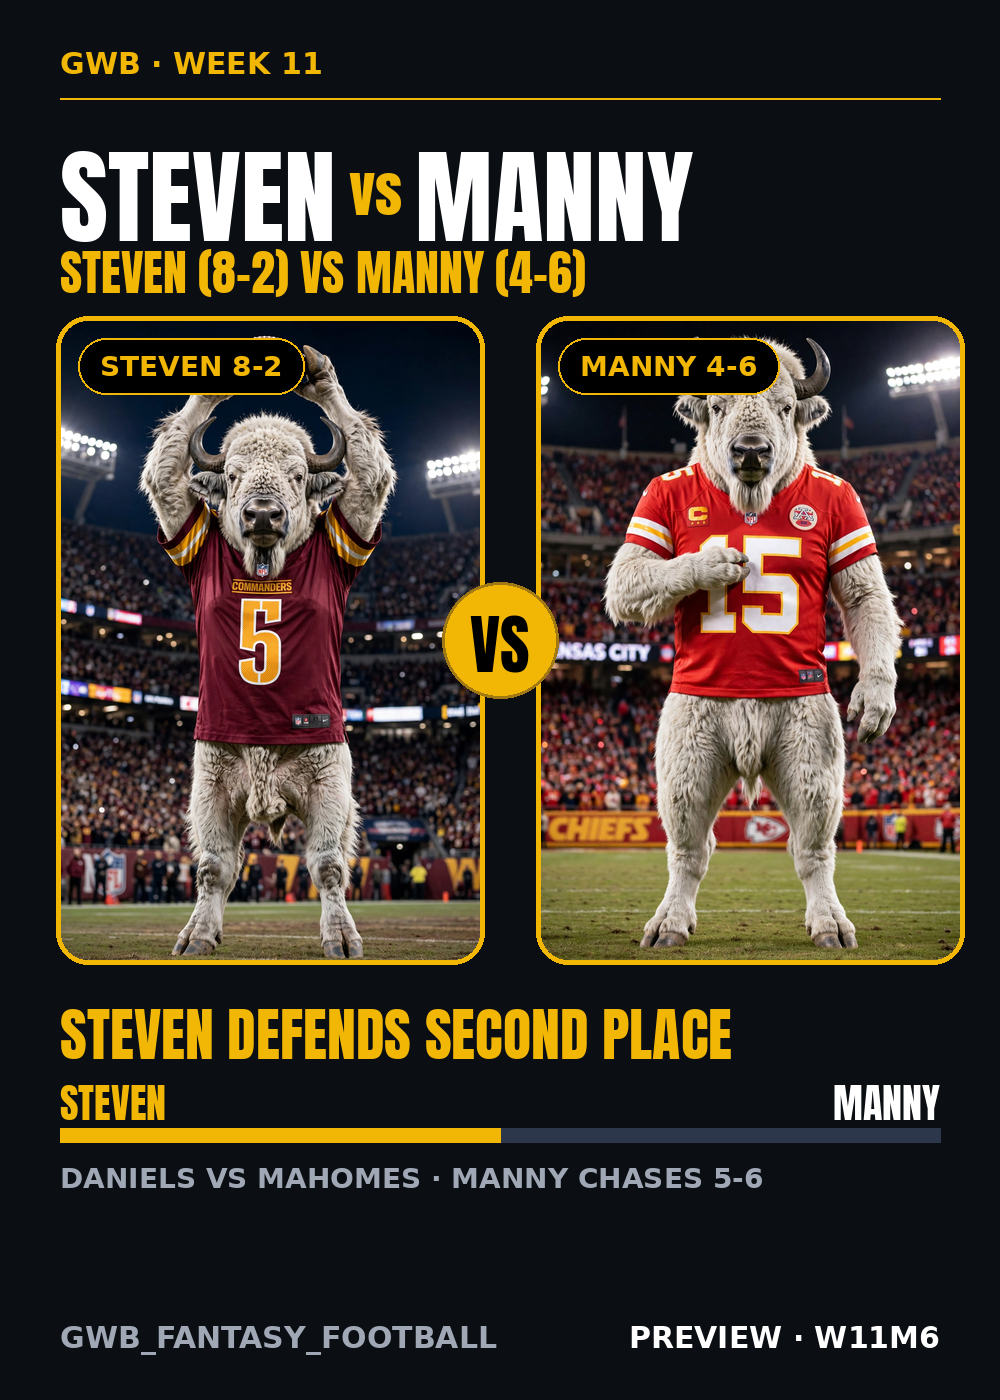 GWB · WEEK 11
STEVEN VS MANNY
STEVEN (8-2) VS MANNY (4-6)
STEVEN 8-2
MANNY 4-6
COMMANDERS
5
C
15
NSAS CITY
VS
CHIEFS
STEVEN DEFENDS SECOND PLACE
STEVEN
MANNY
DANIELS VS MAHOMES · MANNY CHASES 5-6
GWB_FANTASY_FOOTBALL
PREVIEW · W11M6